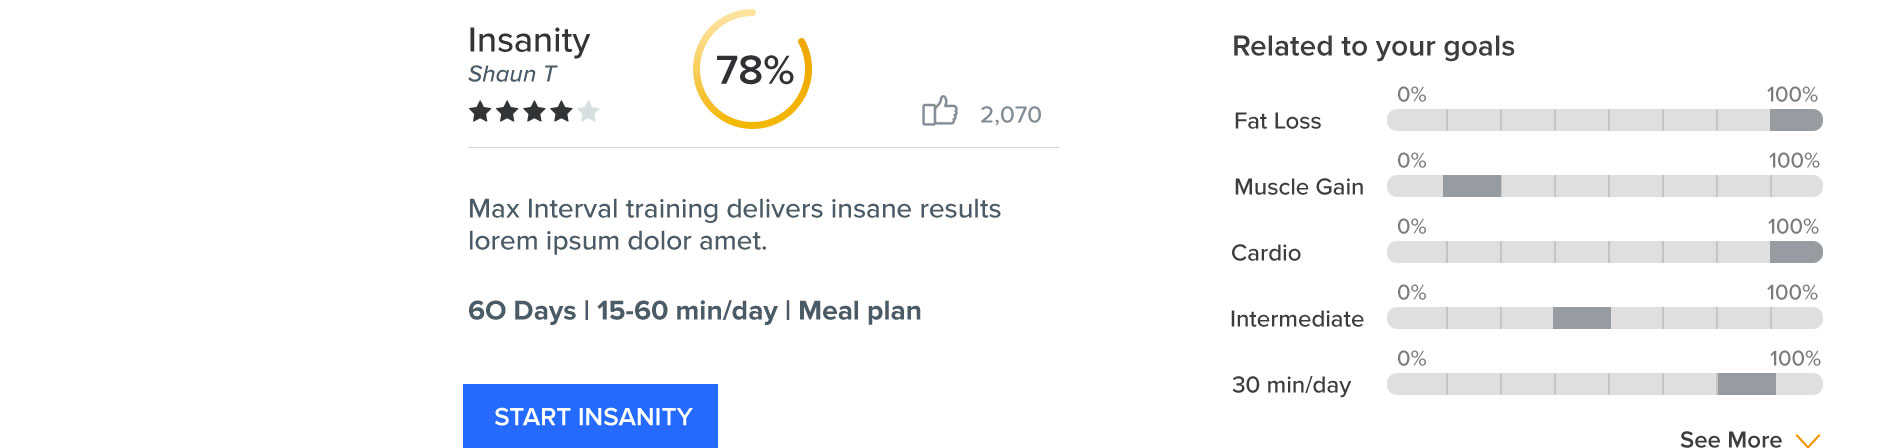 Insanity
Shaun T
78%
2,070
Max Interval training delivers insane results
lorem ipsum dolor amet.
6O Days | 15-60 min/day | Meal plan
START INSANITY
Related to your goals
0% 100%
Fat Loss
0% 100%
Muscle Gain
0% 100%
Cardio
0% 100%
Intermediate
0% 100%
30 min/day
See More